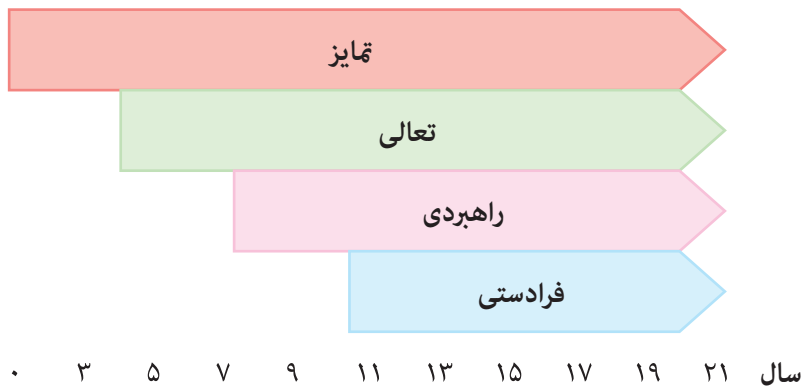 تمایز
تعالی
راهبردی
فرادستی
۰ ۳ ۵ ۷ ۹ ۱۱ ۱۳ ۱۵ ۱۷ ۱۹ ۲۱ سال